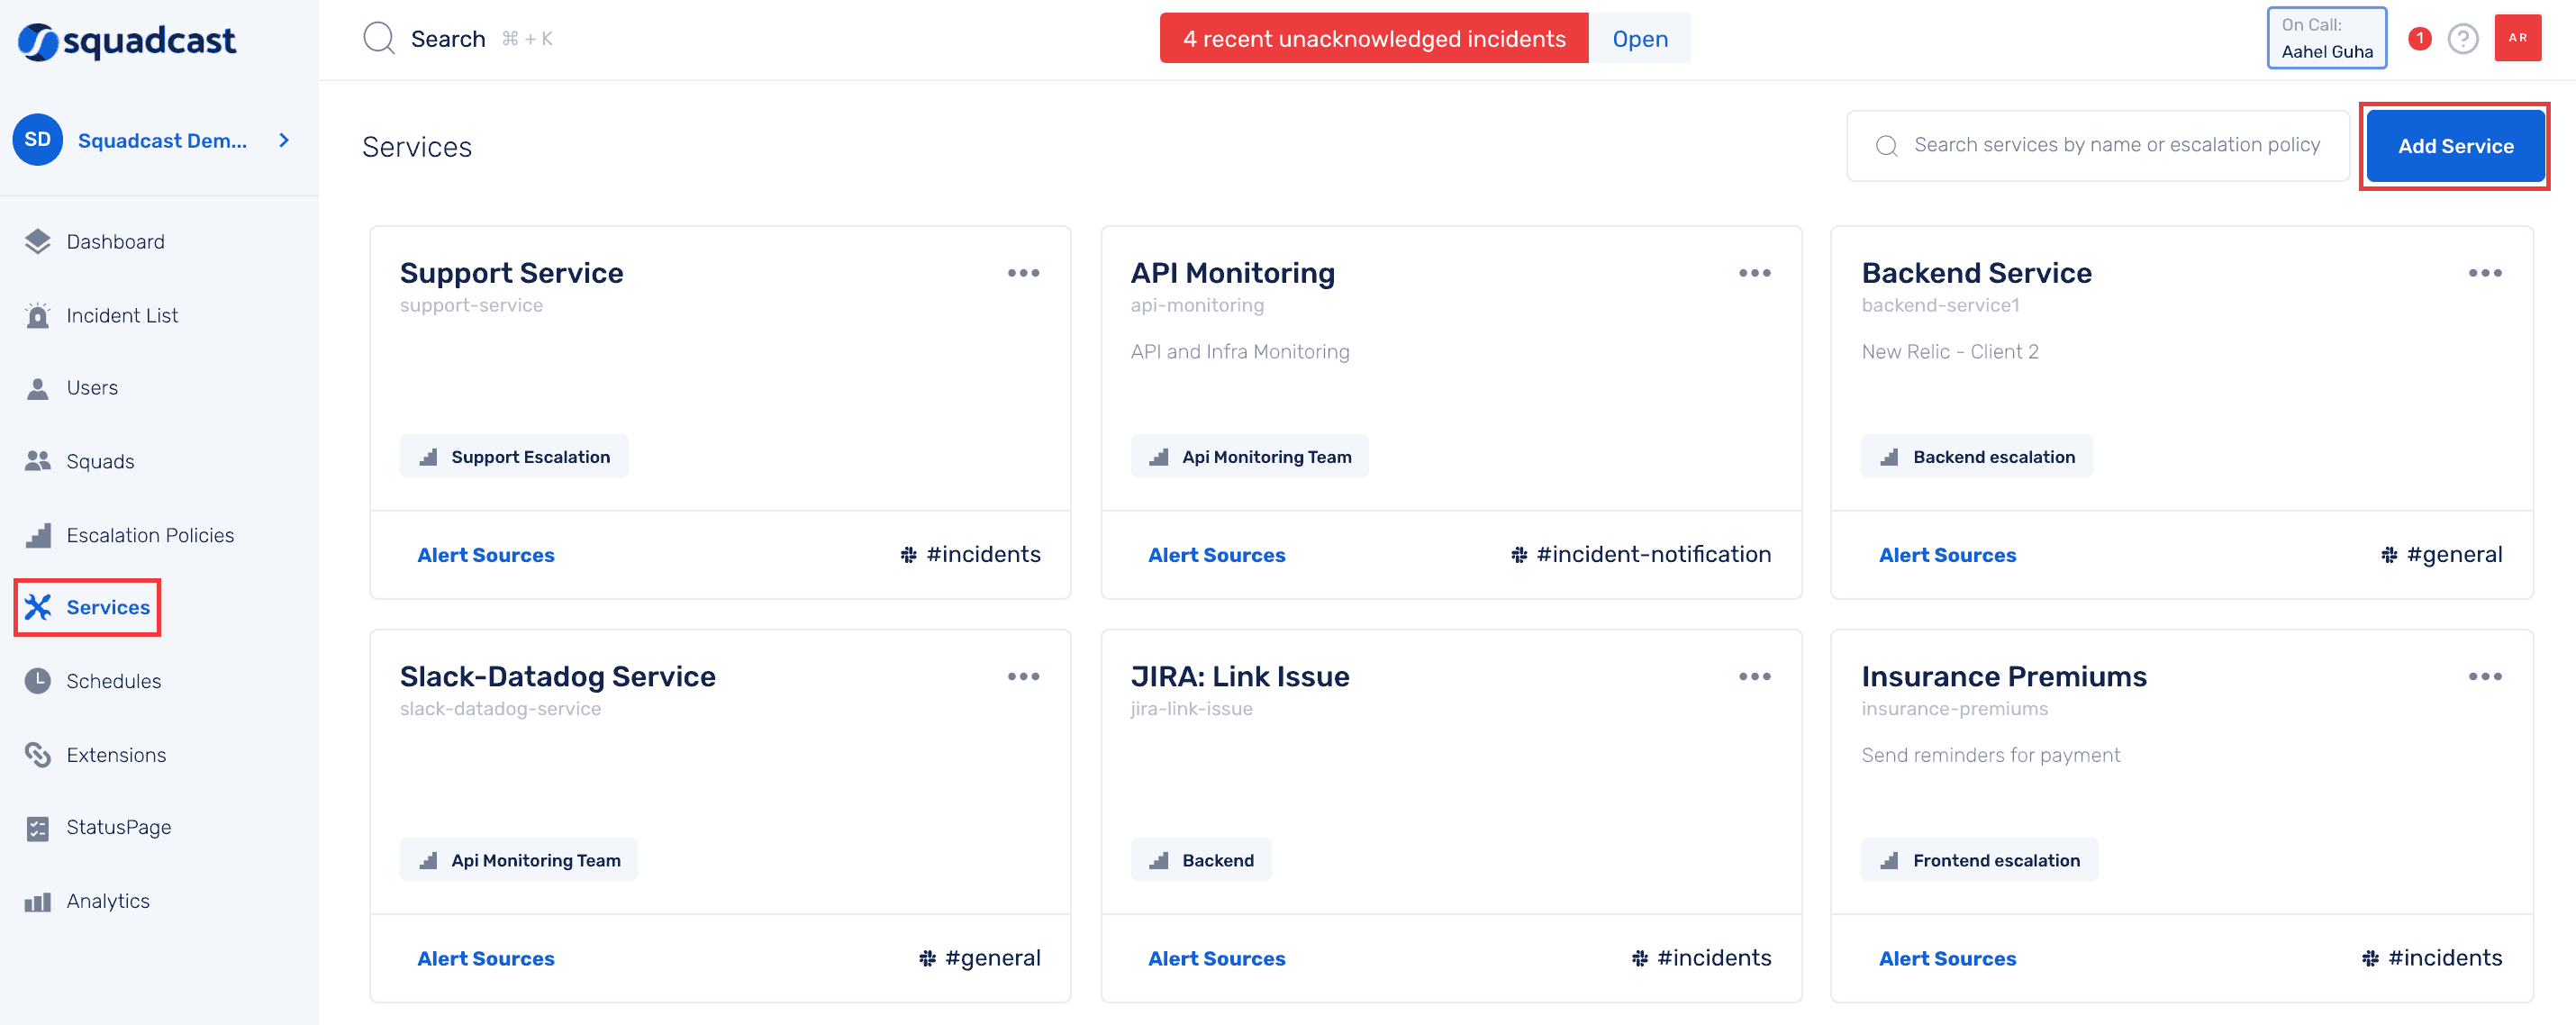 squadcast
Search ⌘ + K
4 recent unacknowledged incidents Open
On Call:
Aahel Guha
1
?
AR
SD Squadcast Dem...
Dashboard
Incident List
Users
Squads
Escalation Policies
Services
Schedules
Extensions
StatusPage
Analytics
Services
Search services by name or escalation policy
Add Service
Support Service
support-service
Support Escalation
Alert Sources #incidents
API Monitoring
api-monitoring
API and Infra Monitoring
Api Monitoring Team
Alert Sources #incident-notification
Backend Service
backend-service1
New Relic - Client 2
Backend escalation
Alert Sources #general
Slack-Datadog Service
slack-datadog-service
Api Monitoring Team
Alert Sources #general
JIRA: Link Issue
jira-link-issue
Backend
Alert Sources #incidents
Insurance Premiums
insurance-premiums
Send reminders for payment
Frontend escalation
Alert Sources #incidents